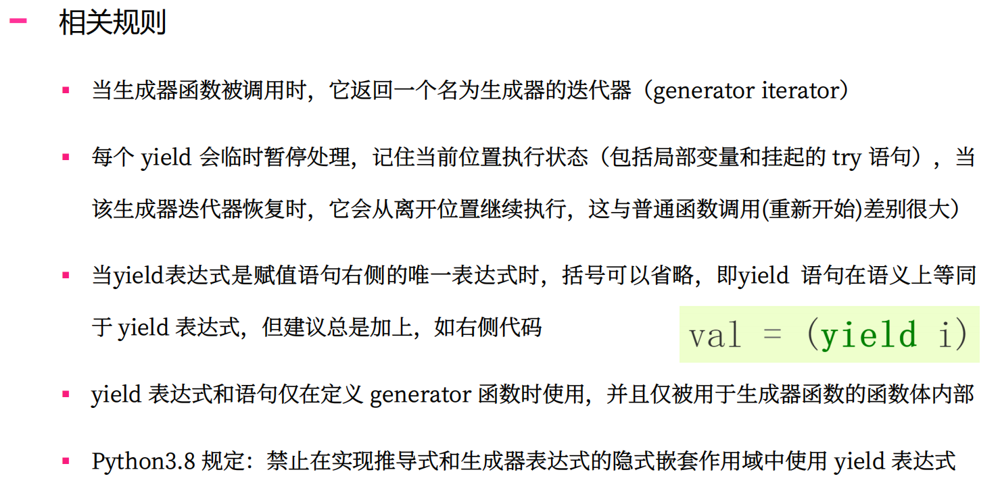 相关规则
当生成器函数被调用时，它返回一个名为生成器的迭代器（generator iterator）
每个 yield 会临时暂停处理，记住当前位置执行状态（包括局部变量和挂起的 try 语句），当
该生成器迭代器恢复时，它会从离开位置继续执行，这与普通函数调用(重新开始)差别很大）
当yield表达式是赋值语句右侧的唯一表达式时，括号可以省略，即yield 语句在语义上等同
于 yield 表达式，但建议总是加上，如右侧代码
val = (yield i)
yield 表达式和语句仅在定义 generator 函数时使用，并且仅被用于生成器函数的函数体内部
Python3.8 规定：禁止在实现推导式和生成器表达式的隐式嵌套作用域中使用 yield 表达式